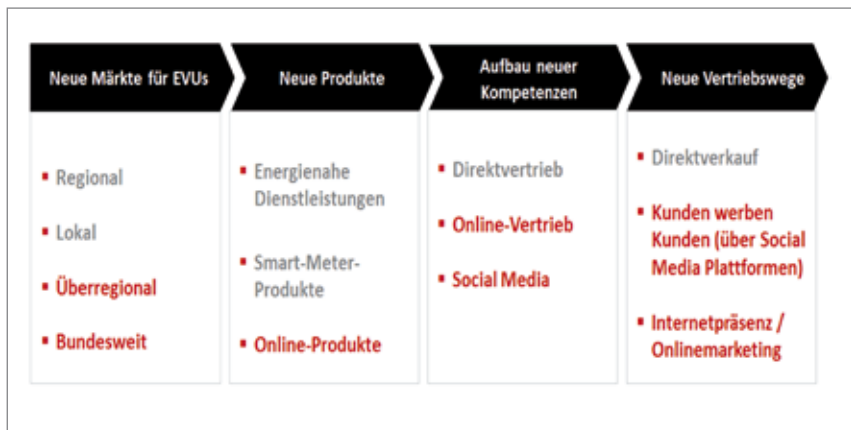 Neue Märkte für EVUs
Regional
Lokal
Überregional
Bundesweit
Neue Produkte
Energienahe
Dienstleistungen
Smart-Meter-
Produkte
Online-Produkte
Aufbau neuer
Kompetenzen
Direktvertrieb
Online-Vertrieb
Social Media
Neue Vertriebswege
Direktverkauf
Kunden werben
Kunden (über Social
Media Plattformen)
Internetpräsenz /
Onlinemarketing